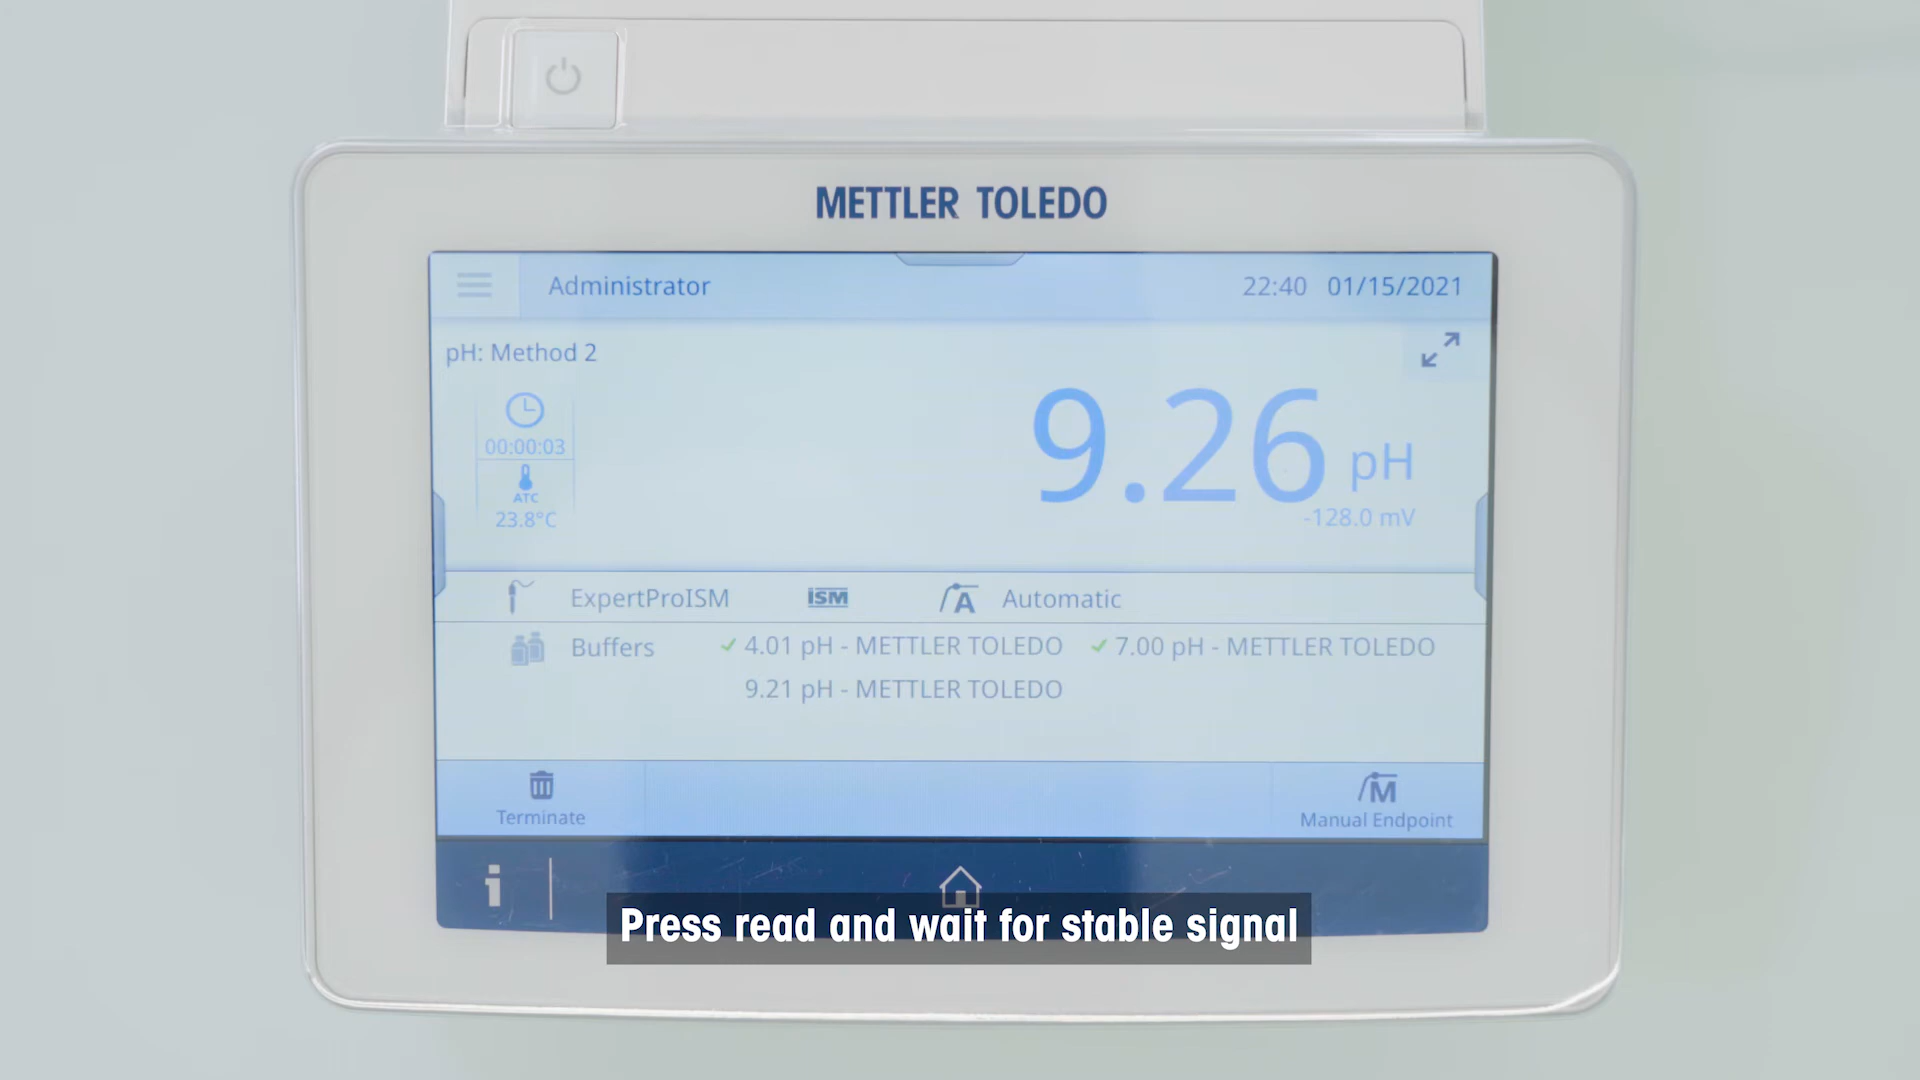 METTLER TOLEDO
Administrator 22:40 01/15/2021
pH: Method 2
9.26 pH
00:00:03
ATC
23.8°C
-128.0 mV
ExpertProISM ISM A Automatic
Buffers 4.01 pH - METTLER TOLEDO 7.00 pH - METTLER TOLEDO
9.21 pH - METTLER TOLEDO
M
Terminate Manual Endpoint
i
Press read and wait for stable signal